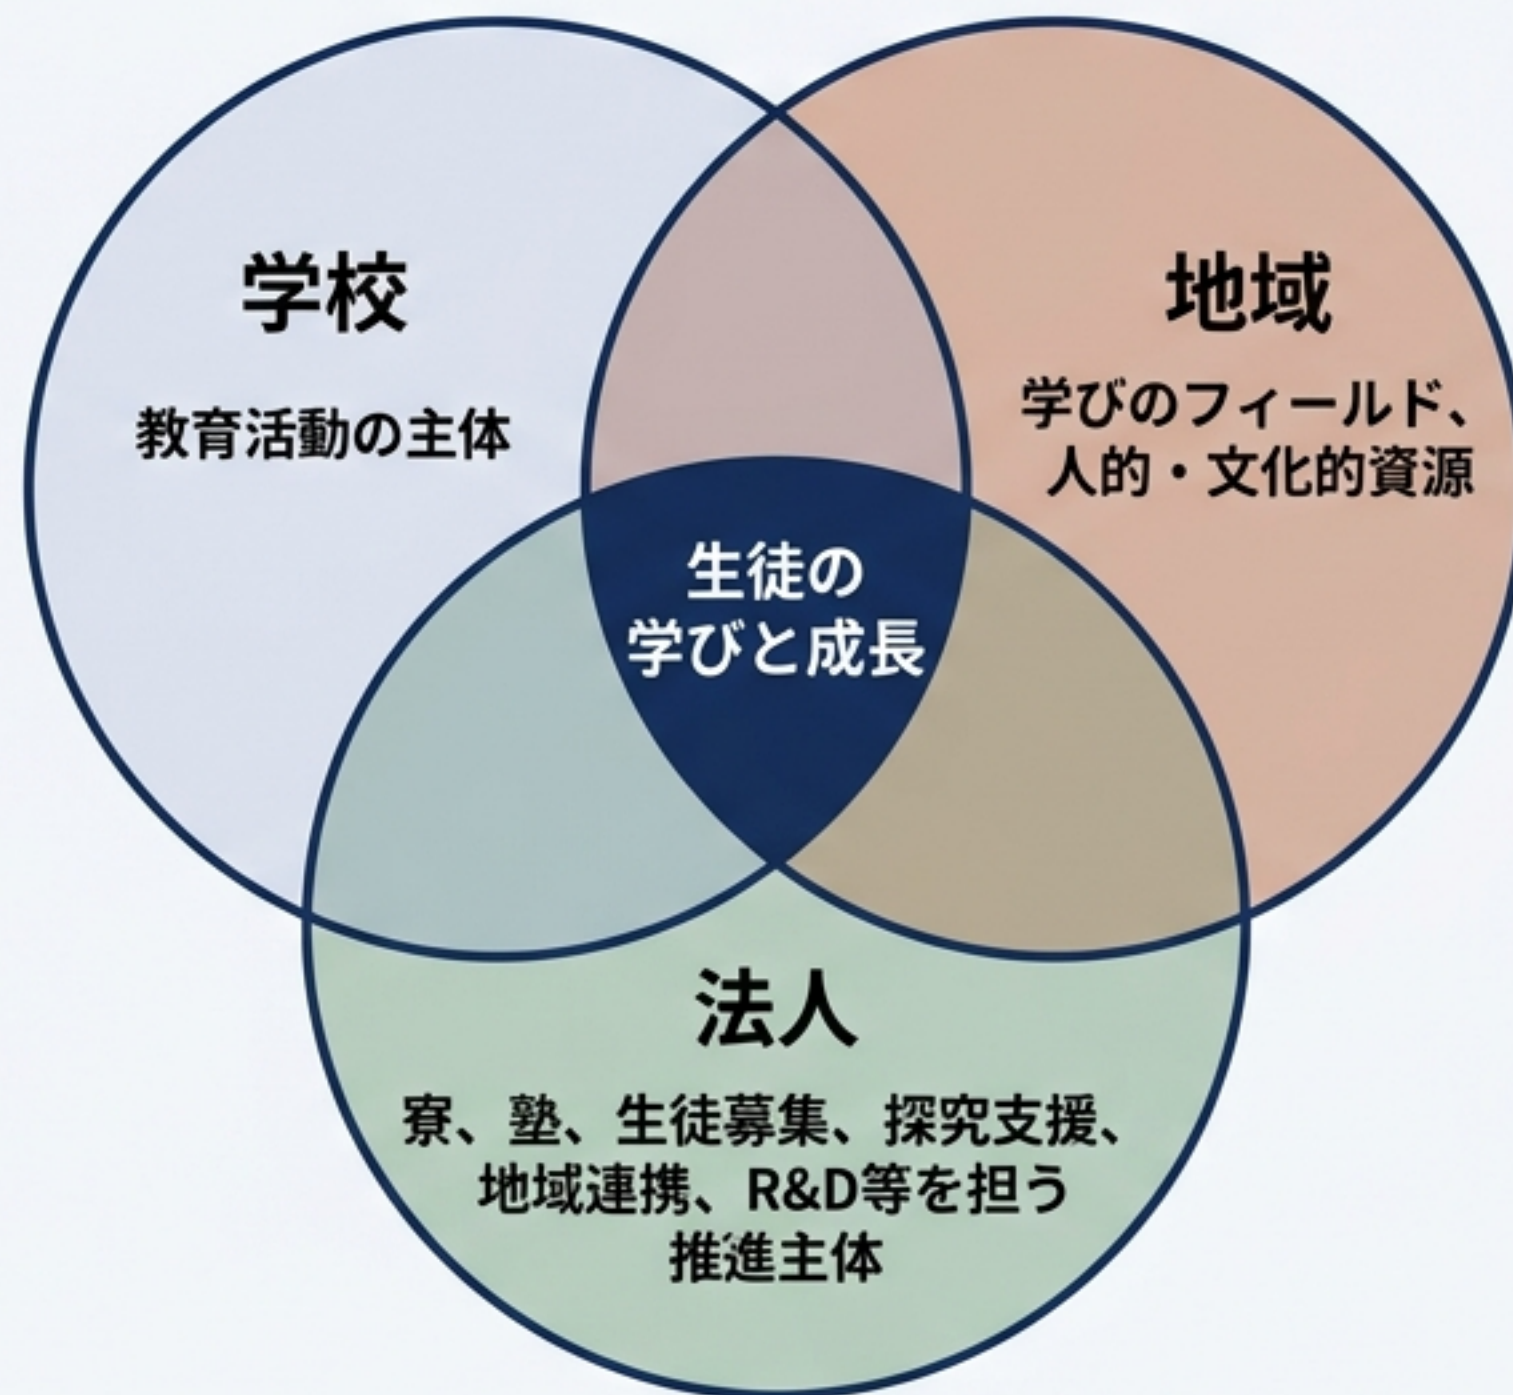 学校
教育活動の主体
地域
学びのフィールド、
人的・文化的資源
生徒の
学びと成長
法人
寮、塾、生徒募集、探究支援、
地域連携、R&D等を担う
推進主体